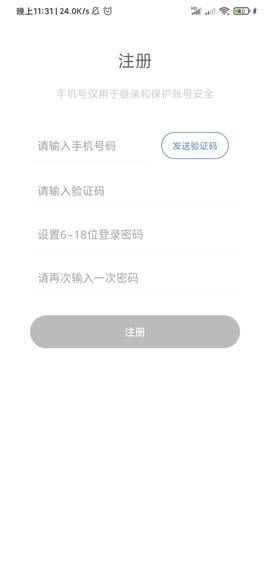 晚上11:31 | 24.0K/s
40
注册
手机号仅用于登录和保护账号安全
请输入手机号码
发送验证码
请输入验证码
设置6-18位登录密码
请再次输入一次密码
注册